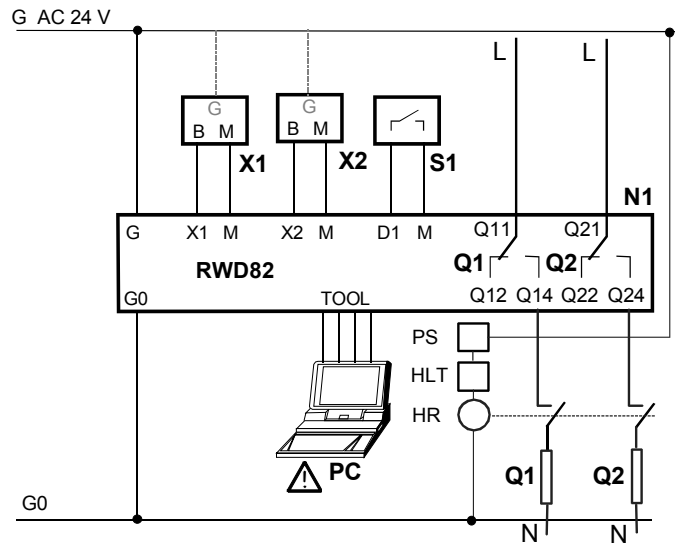 G AC 24 V
L L
G G
B M B M
X1 X2 S1
N1
G X1 M X2 M D1 M Q11 Q21
RWD82 Q1 Q2
G0 TOOL Q12 Q14 Q22 Q24
PS
HLT
HR
PC
Q1 Q2
G0
N N